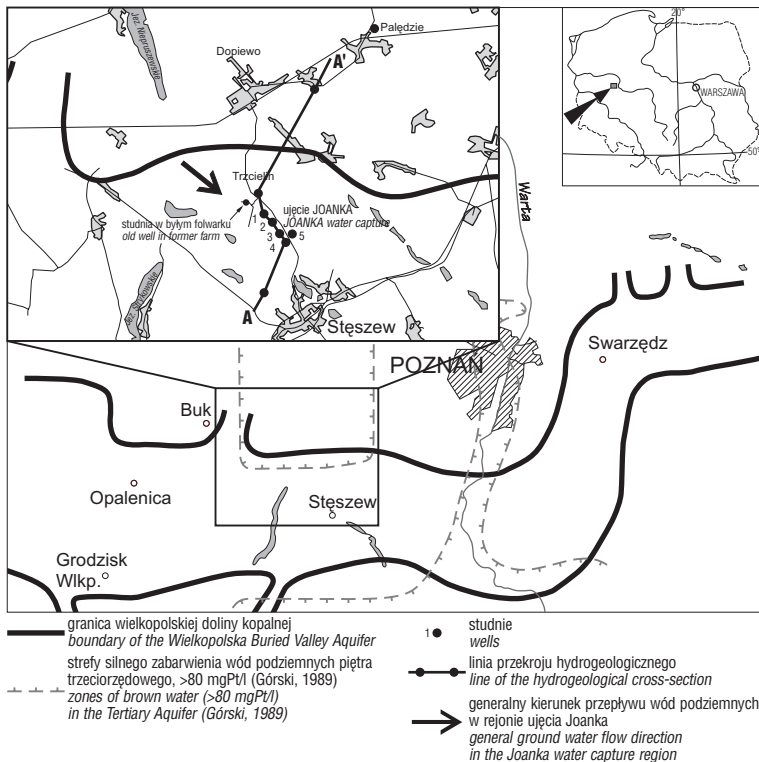 Jez. Niepruszewskie
Palędzie
Dopiewo
A'
Trzcielin
studnia w byłym folwarku
old well in former farm
ujęcie JOANKA
JOANKA water capture
1
2
3
4
5
A
Stęszew
Warta
20°
WARSZAWA
50°
POZNAŃ
Swarzędz
Buk
Opalenica
Stęszew
Grodzisk
Wlkp.
granica wielkopolskiej doliny kopalnej
boundary of the Wielkopolska Buried Valley Aquifer
strefy silnego zabarwienia wód podziemnych piętra
trzeciorzędowego, >80 mgPt/l (Górski, 1989)
zones of brown water (>80 mgPt/l)
in the Tertiary Aquifer (Górski, 1989)
1 studnie
wells
linia przekroju hydrogeologicznego
line of the hydrogeological cross-section
generalny kierunek przepływu wód podziemnych
w rejonie ujęcia Joanka
general ground water flow direction
in the Joanka water capture region